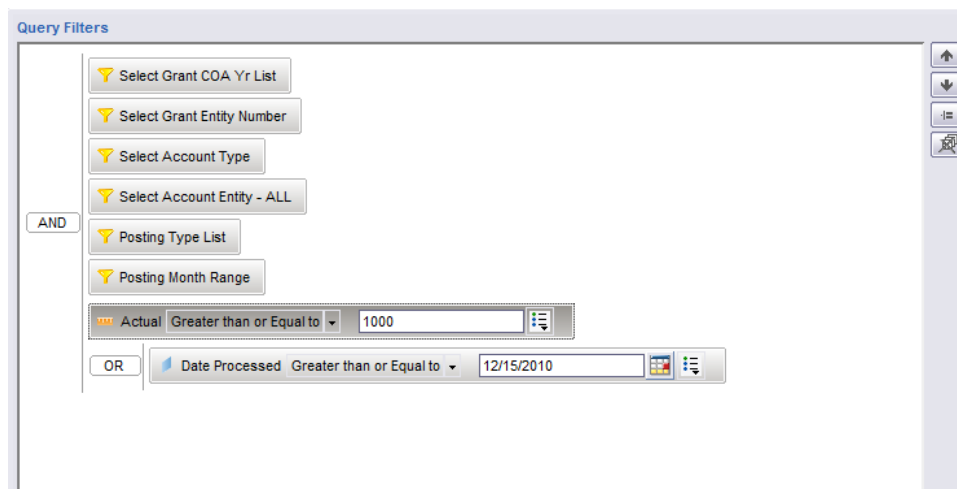 Query Filters
Select Grant COA Yr List
Select Grant Entity Number
Select Account Type
Select Account Entity - ALL
AND
Posting Type List
Posting Month Range
Actual Greater than or Equal to 1000
OR Date Processed Greater than or Equal to 12/15/2010